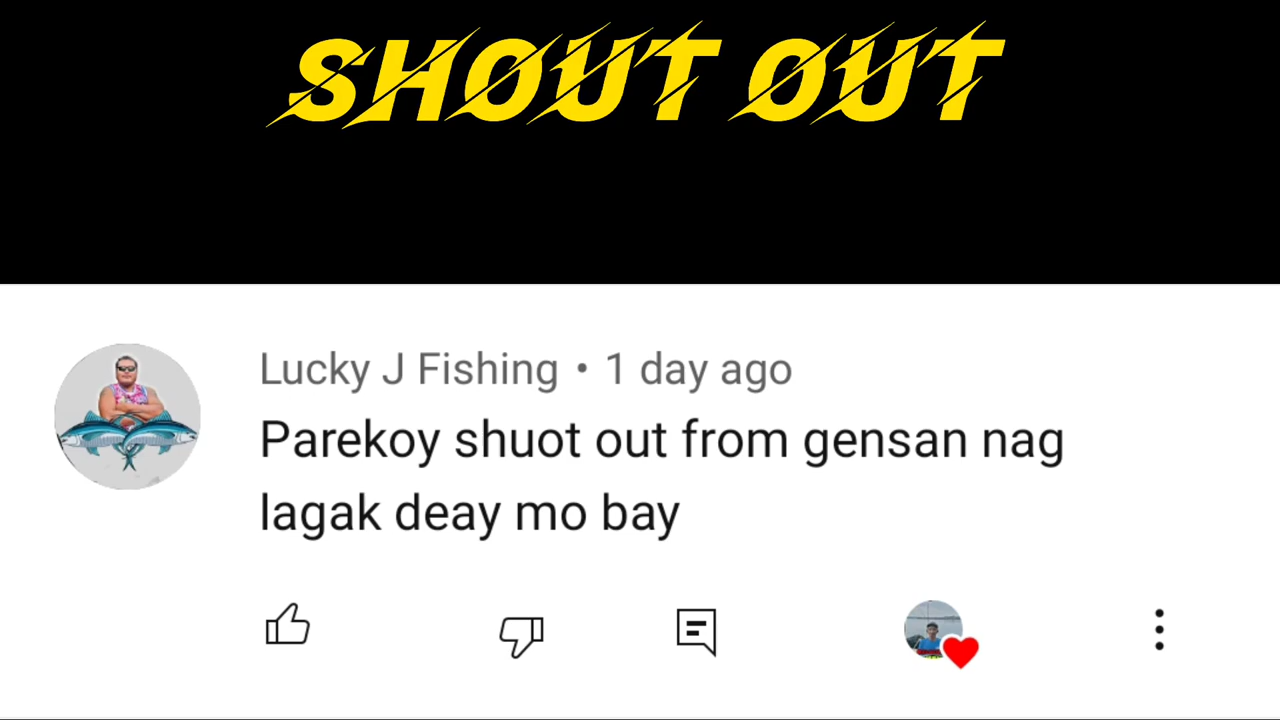 SHOUT OUT
Lucky J Fishing • 1 day ago
Parekoy shuot out from gensan nag
lagak deay mo bay